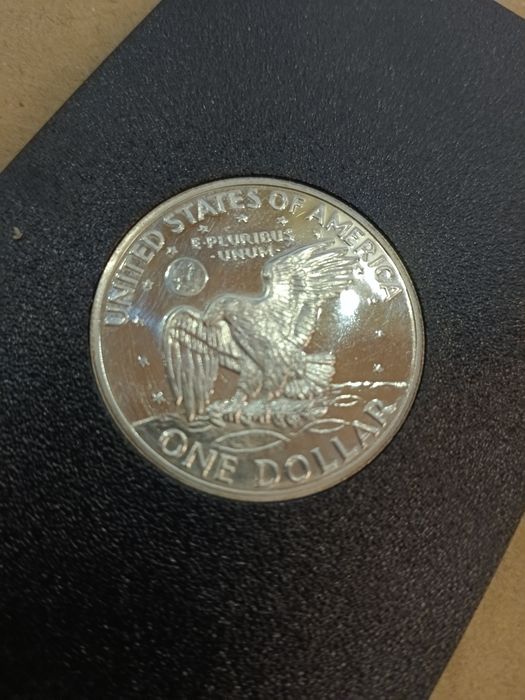 UNITED STATES OF AMERICA
E·PLURIBUS
·UNUM·
ONE DOLLAR